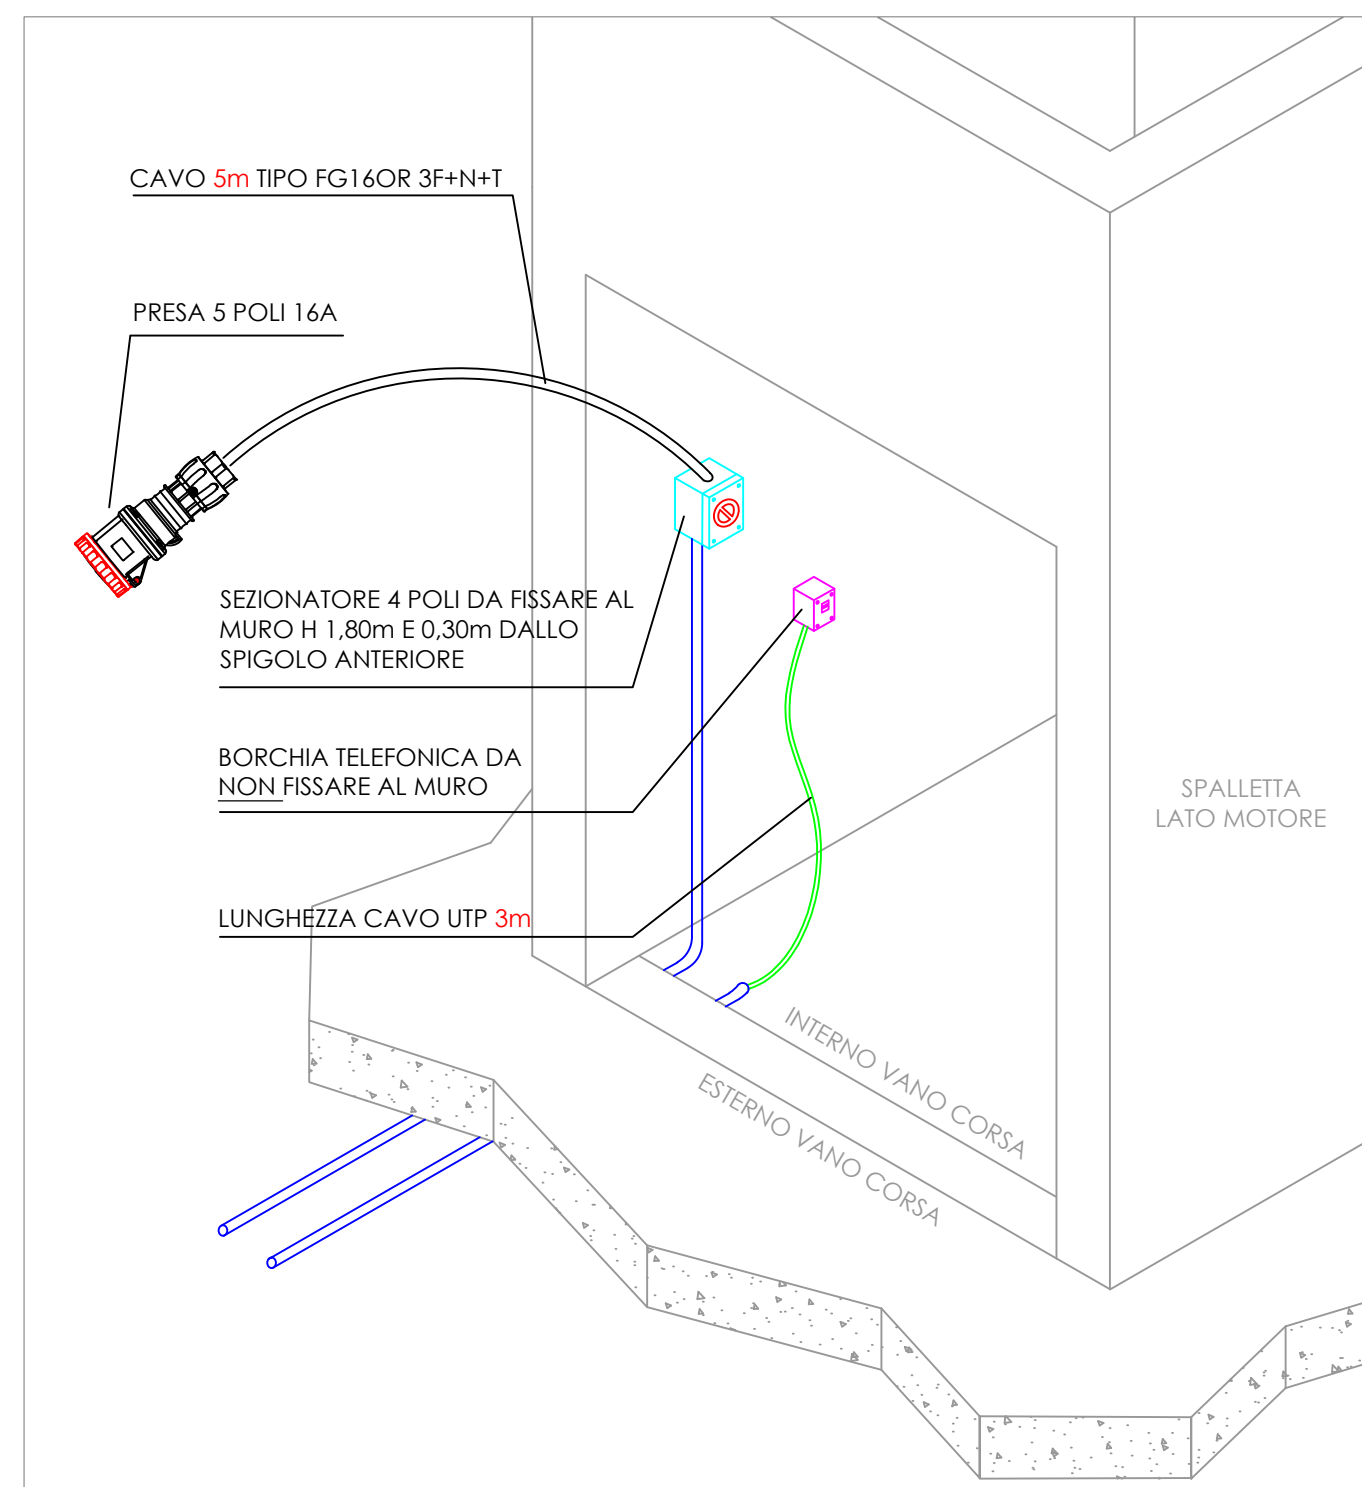 CAVO 5m TIPO FG16OR 3F+N+T
PRESA 5 POLI 16A
SEZIONATORE 4 POLI DA FISSARE AL
MURO H 1,80m E 0,30m DALLO
SPIGOLO ANTERIORE
BORCHIA TELEFONICA DA
NON FISSARE AL MURO
SPALLETTA
LATO MOTORE
LUNGHEZZA CAVO UTP 3m
INTERNO VANO CORSA
ESTERNO VANO CORSA